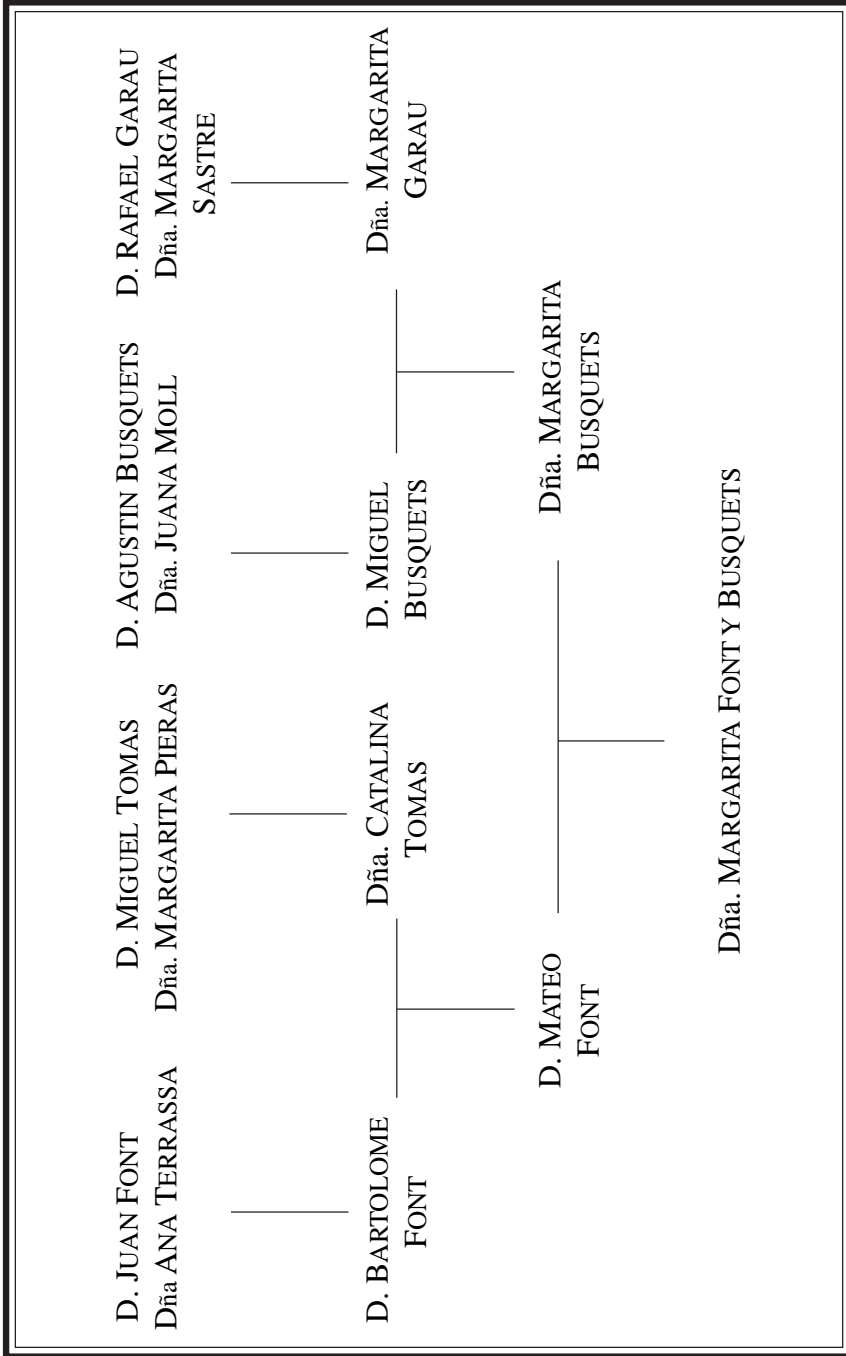 D. JUAN FONT
Dña ANA TERRASSA
D. MIGUEL TOMAS
Dña. MARGARITA PIERAS
D. AGUSTIN BUSQUETS
Dña. JUANA MOLL
D. RAFAEL GARAU
Dña. MARGARITA
SASTRE
D. BARTOLOME
FONT
Dña. CATALINA
TOMAS
D. MIGUEL
BUSQUETS
Dña. MARGARITA
GARAU
D. MATEO
FONT
Dña. MARGARITA
BUSQUETS
Dña. MARGARITA FONT Y BUSQUETS